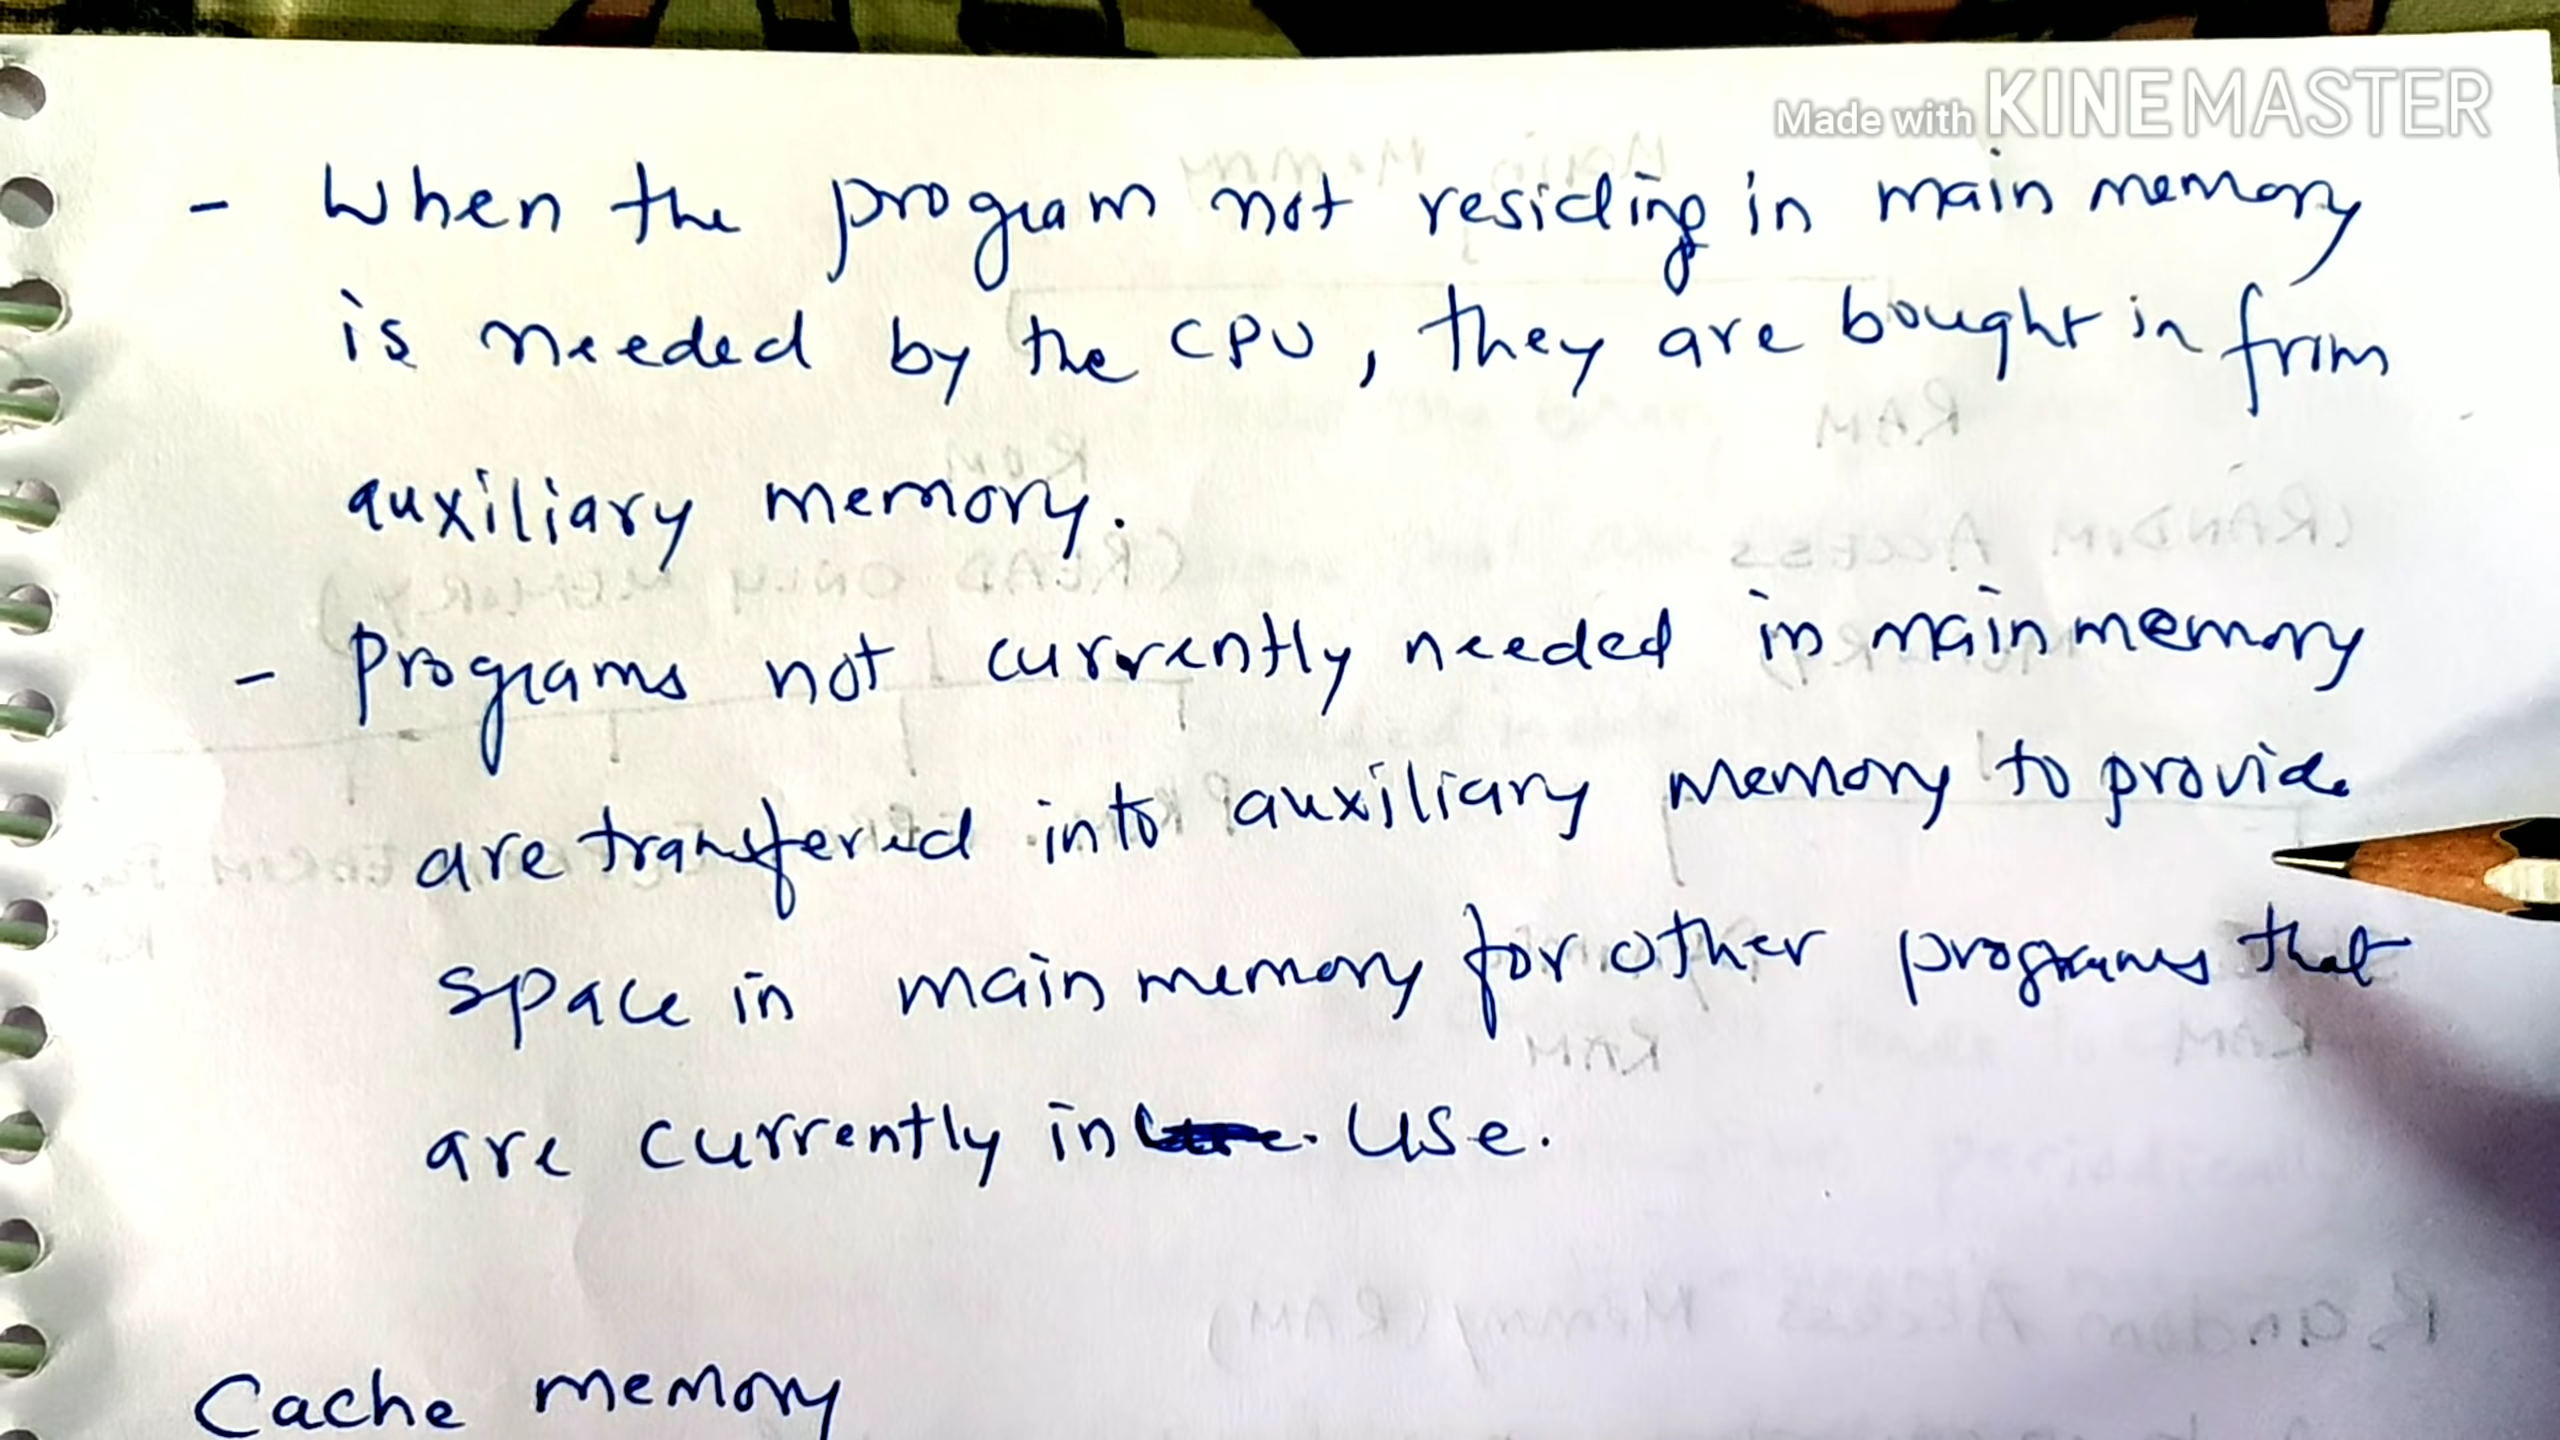 Made with KINEMASTER
- When the program not residing in main memory
is needed by the CPU, they are bought in from
auxiliary memory.
- Programs not currently needed in main memory
are transfered into auxiliary memory to provide
space in main memory for other programs that
are currently in use.
Cache memory